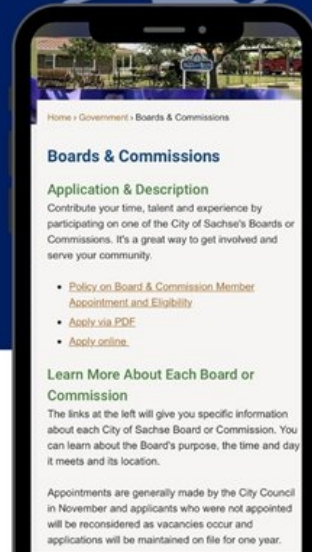 Home › Government › Boards & Commissions
Boards & Commissions
Application & Description
Contribute your time, talent and experience by
participating on one of the City of Sachse's Boards or
Commissions. It's a great way to get involved and
serve your community.
• Policy on Board & Commission Member
Appointment and Eligibility
• Apply via PDF
• Apply online
Learn More About Each Board or
Commission
The links at the left will give you specific information
about each City of Sachse Board or Commission. You
can learn about the Board's purpose, the time and day
it meets and its location.
Appointments are generally made by the City Council
in November and applicants who were not appointed
will be reconsidered as vacancies occur and
applications will be maintained on file for one year.